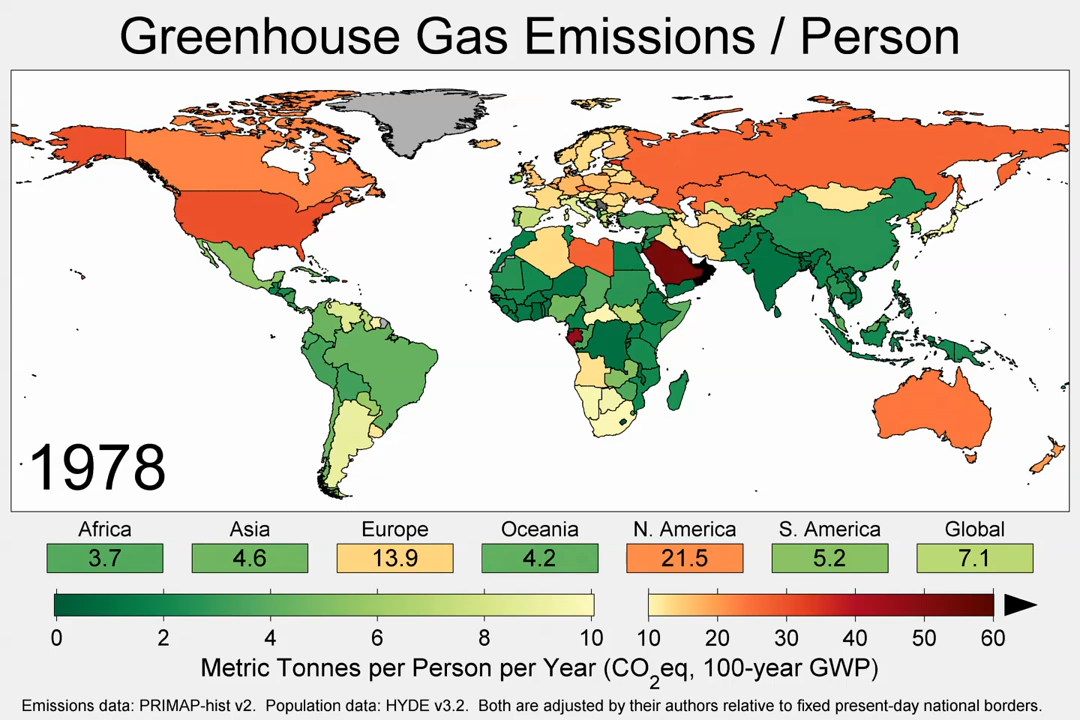 Greenhouse Gas Emissions / Person
1978
Africa Asia Europe Oceania N. America S. America Global
3.7 4.6 13.9 4.2 21.5 5.2 7.1
0 2 4 6 8 10 10 20 30 40 50 60
Metric Tonnes per Person per Year (CO₂eq, 100-year GWP)
Emissions data: PRIMAP-hist v2. Population data: HYDE v3.2. Both are adjusted by their authors relative to fixed present-day national borders.